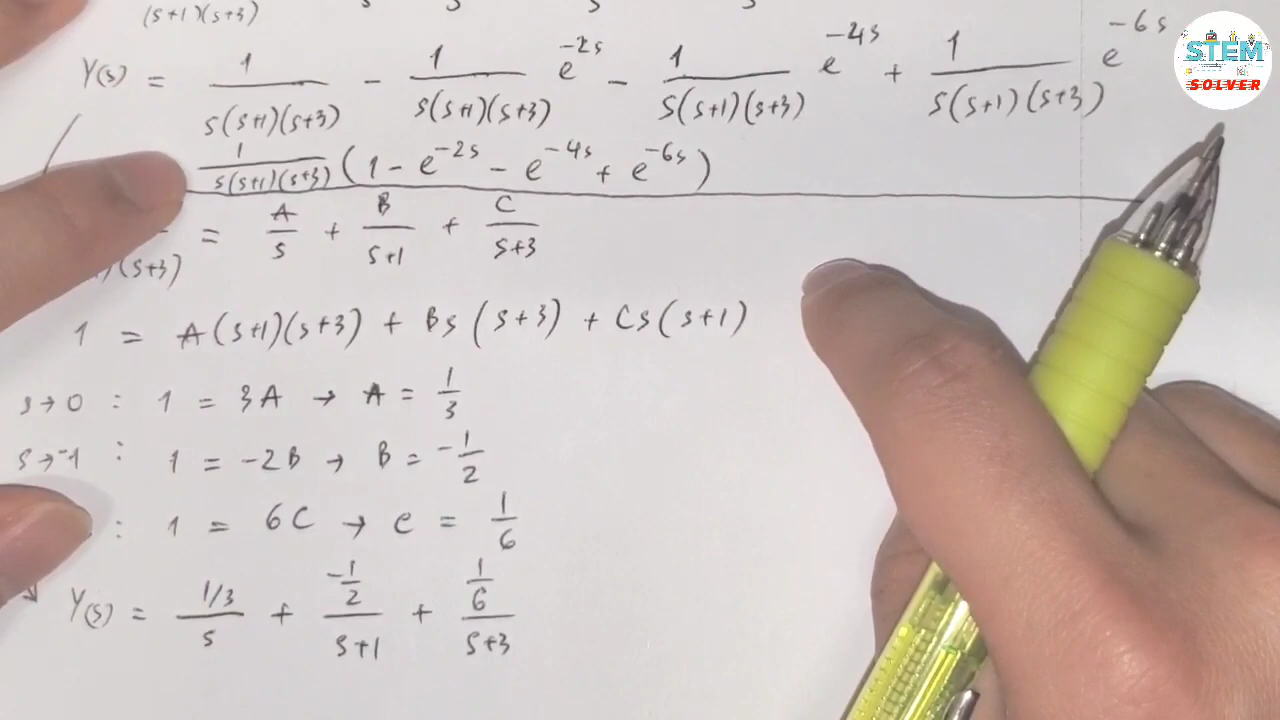 (s+1)(s+3) s s s s
Y(s) = 1/(s(s+1)(s+3)) - 1/(s(s+1)(s+3)) e^{-2s} - 1/(s(s+1)(s+3)) e^{-4s} + 1/(s(s+1)(s+3)) e^{-6s}
1/(s(s+1)(s+3)) (1 - e^{-2s} - e^{-4s} + e^{-6s})
)(s+3) = A/s + B/(s+1) + C/(s+3)
1 = A(s+1)(s+3) + Bs(s+3) + Cs(s+1)
s→0 : 1 = 3A → A = 1/3
s→-1 : 1 = -2B → B = -1/2
: 1 = 6C → C = 1/6
Y(s) = (1/3)/s + (-1/2)/(s+1) + (1/6)/(s+3)
STEM
SOLVER